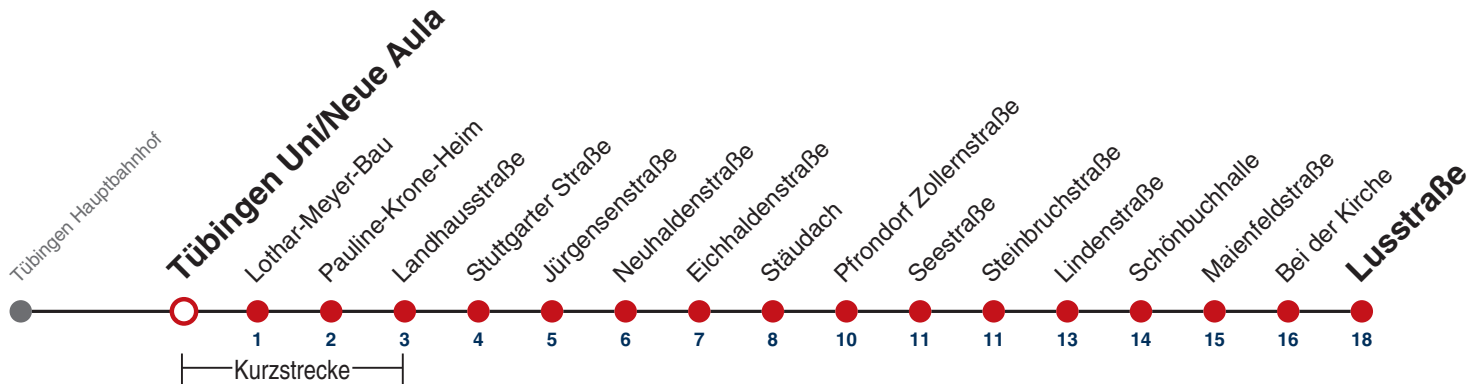 Tübingen Hauptbahnhof
Tübingen Uni/Neue Aula
Lothar-Meyer-Bau
Pauline-Krone-Heim
Landhausstraße
Stuttgarter Straße
Jürgensenstraße
Neuhaldenstraße
Eichhaldenstraße
Stäudach
Pfrondorf Zollernstraße
Seestraße
Steinbruchstraße
Lindenstraße
Schönbuchhalle
Maienfeldstraße
Bei der Kirche
Lusstraße
1 2 3 4 5 6 7 8 10 11 11 13 14 15 16 18
Kurzstrecke